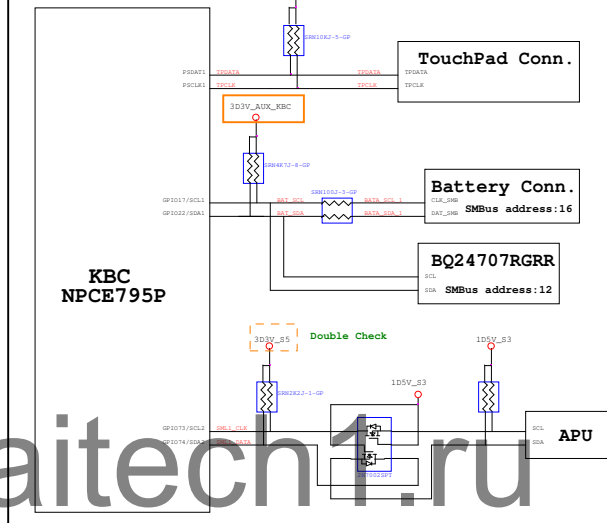 SRN10KJ-5-GP
TouchPad Conn.
PSDAT1 TPDATA TPDATA TPDATA
PSCLK1 TPCLK TPCLK TPCLK
3D3V_AUX_KBC
SRN4K7J-8-GP
SRN100J-3-GP
Battery Conn.
GPIO17/SCL1 BAT_SCL BATA_SCL_1 CLK_SMB
GPIO22/SDA1 BAT_SDA BATA_SDA_1 DAT_SMB
SMBus address:16
BQ24707RGRR
KBC
NPCE795P
SCL
SDA SMBus address:12
3D3V_S5
Double Check
1D5V_S3
1D5V_S3
SRN2K2J-1-GP
GPIO73/SCL2 SML1_CLK SCL
GPIO74/SDA2 SML1_DATA SDA
APU
2N7002SPT
aitech1.ru